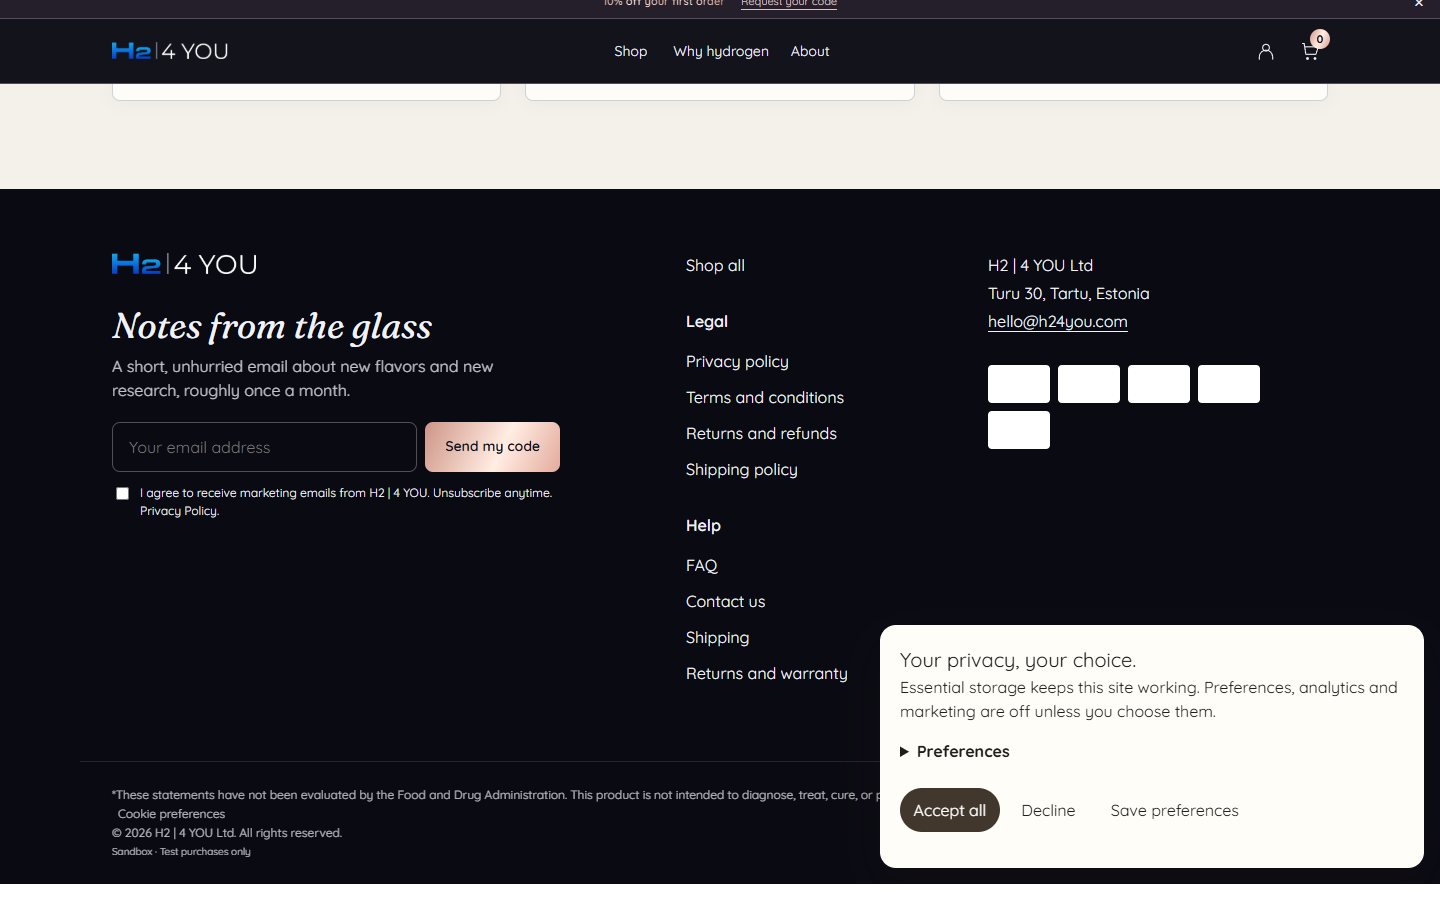 10% off your first order Request your code ×
H2 | 4 YOU Shop Why hydrogen About 0
H2 | 4 YOU
Notes from the glass
A short, unhurried email about new flavors and new
research, roughly once a month.
Your email address Send my code
I agree to receive marketing emails from H2 | 4 YOU. Unsubscribe anytime.
Privacy Policy.
Shop all
Legal
Privacy policy
Terms and conditions
Returns and refunds
Shipping policy
Help
FAQ
Contact us
Shipping
Returns and warranty
H2 | 4 YOU Ltd
Turu 30, Tartu, Estonia
hello@h24you.com
*These statements have not been evaluated by the Food and Drug Administration. This product is not intended to diagnose, treat, cure, or
Cookie preferences
© 2026 H2 | 4 YOU Ltd. All rights reserved.
Sandbox · Test purchases only
Your privacy, your choice.
Essential storage keeps this site working. Preferences, analytics and
marketing are off unless you choose them.
Preferences
Accept all Decline Save preferences